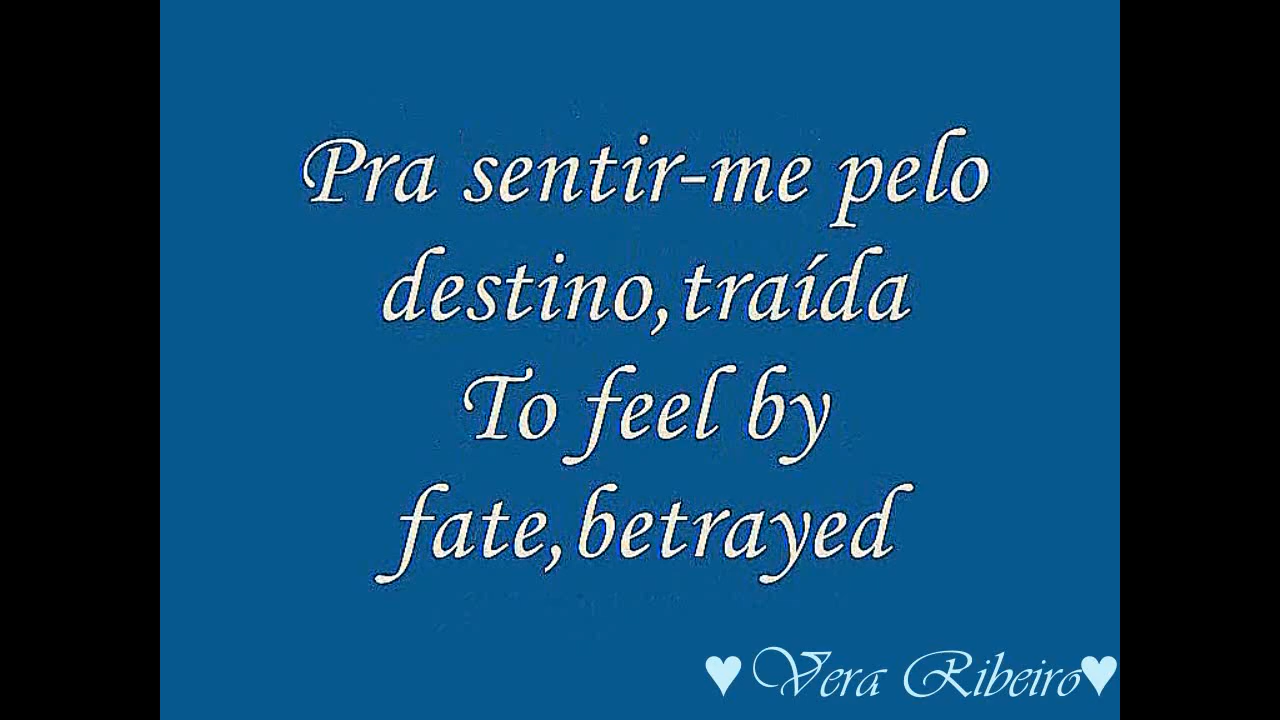 Pra sentir-me pelo
destino,traída
To feel by
fate,betrayed
♥Vera Ribeiro♥